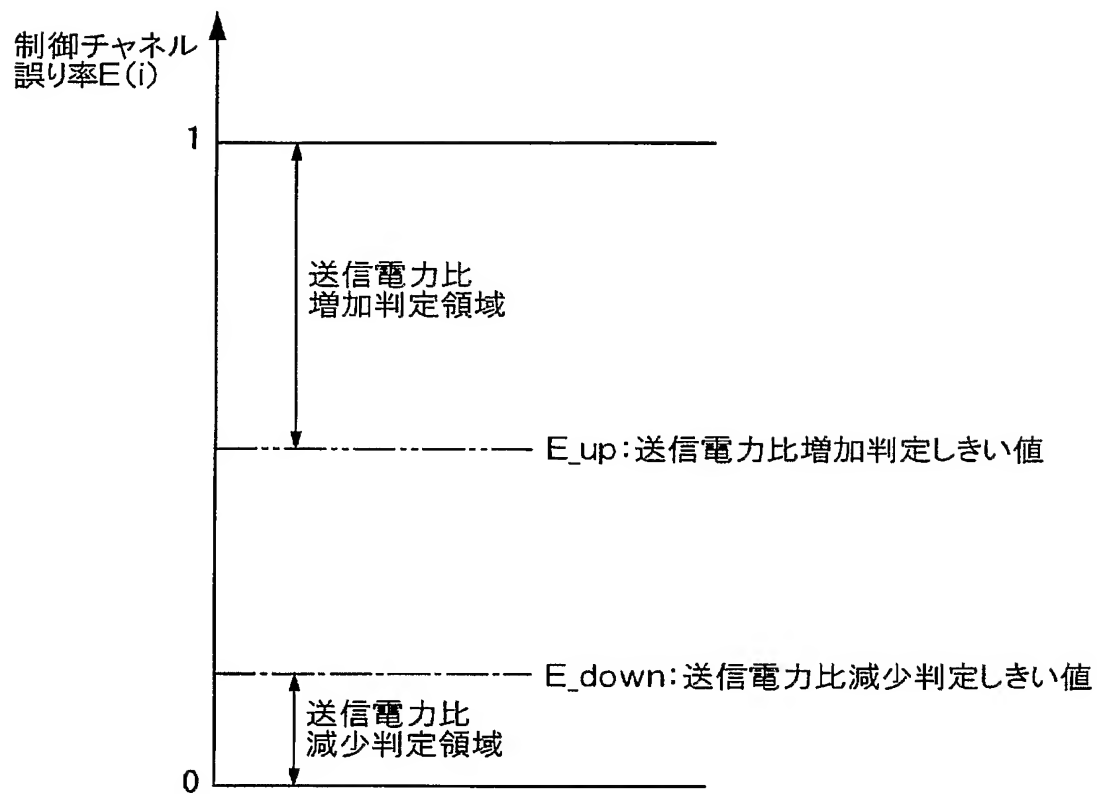 制御チャネル
誤り率E(i)
1
送信電力比
増加判定領域
E_up:送信電力比増加判定しきい値
E_down:送信電力比減少判定しきい値
送信電力比
減少判定領域
0